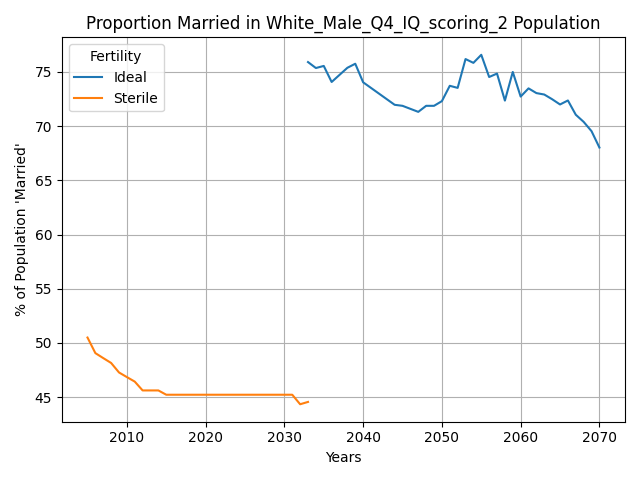 Proportion Married in White_Male_Q4_IQ_scoring_2 Population
Fertility
Ideal
Sterile
% of Population 'Married'
75
70
65
60
55
50
45
2010
2020
2030
2040
2050
2060
2070
Years